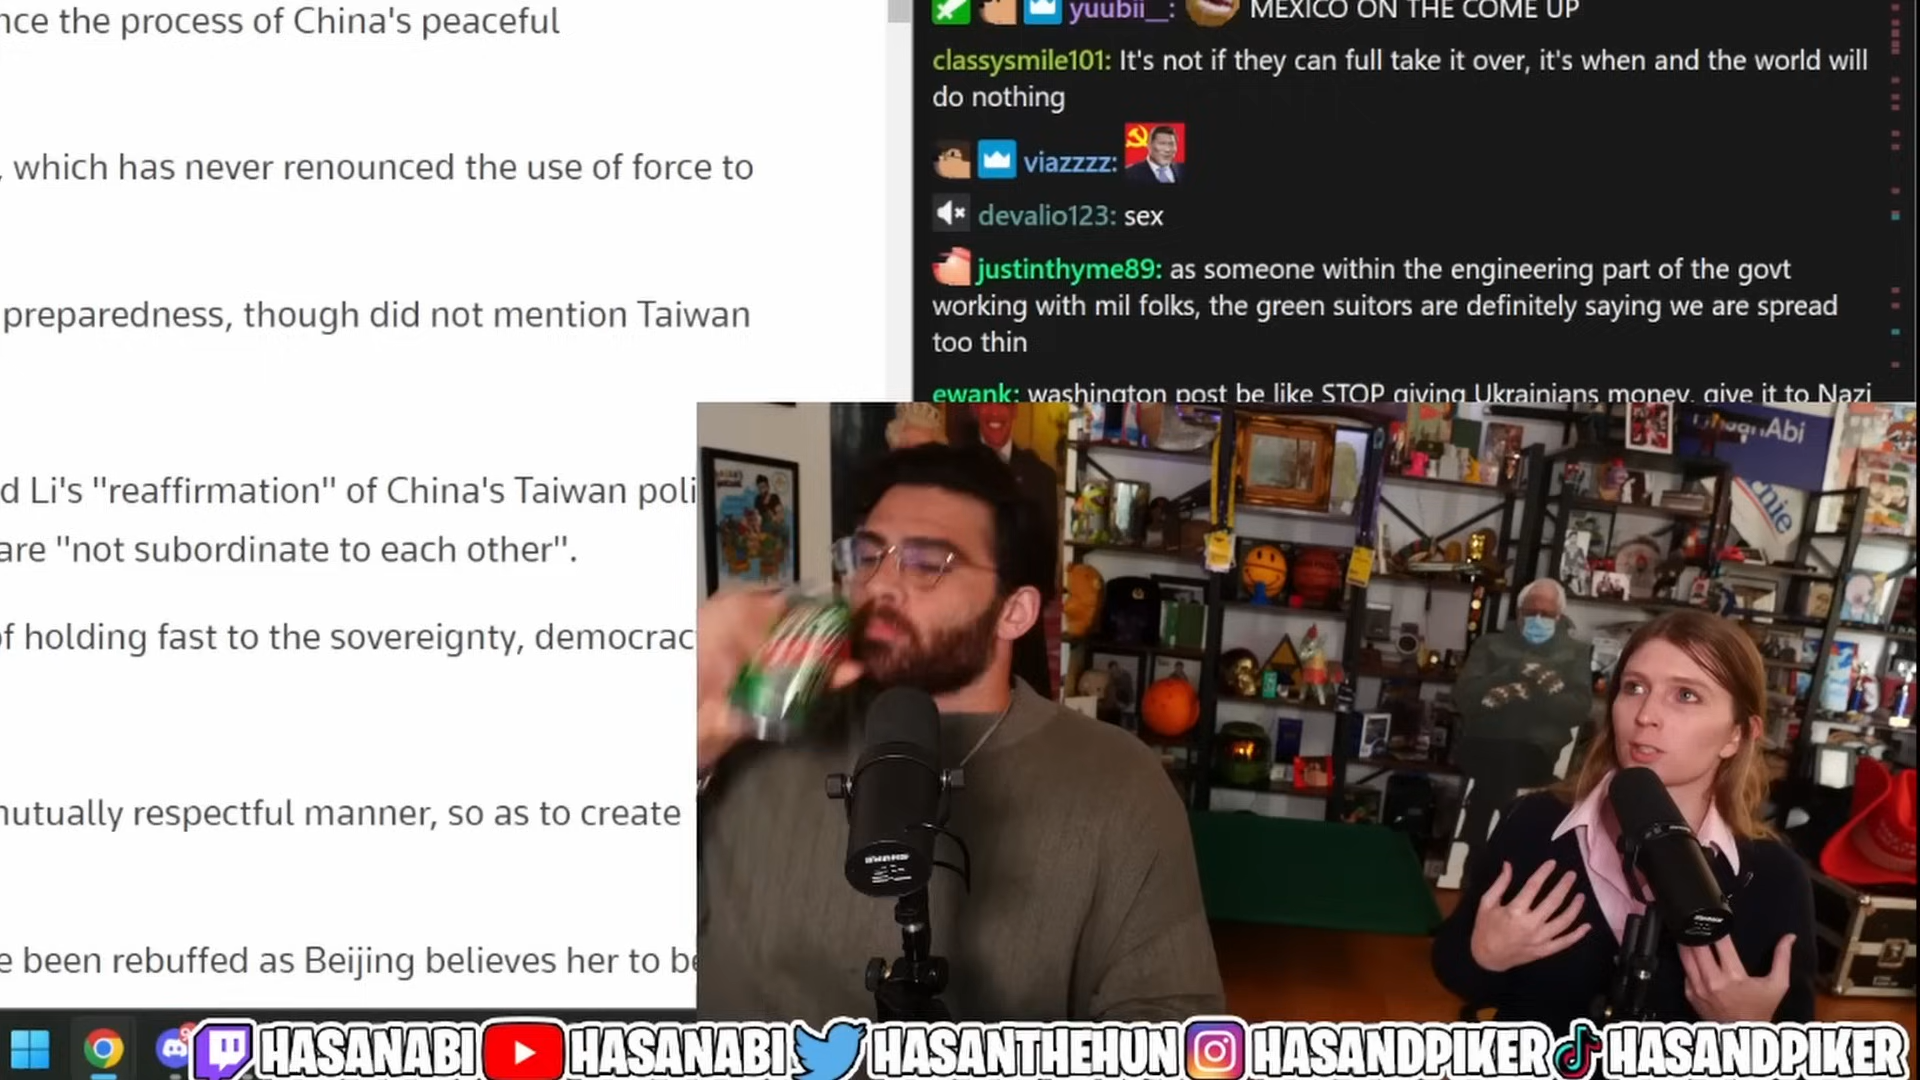 nce the process of China's peaceful
, which has never renounced the use of force to
preparedness, though did not mention Taiwan
d Li's "reaffirmation" of China's Taiwan poli
are "not subordinate to each other".
of holding fast to the sovereignty, democrac
mutually respectful manner, so as to create
e been rebuffed as Beijing believes her to be
yuubii__: MEXICO ON THE COME UP
classysmile101: It's not if they can full take it over, it's when and the world will
do nothing
viazzzz:
devalio123: sex
justinthyme89: as someone within the engineering part of the govt
working with mil folks, the green suitors are definitely saying we are spread
too thin
ewank: washington post be like STOP giving Ukrainians money, give it to Nazi
HASANABI HASANABI HASANTHEHUN HASANDPIKER HASANDPIKER